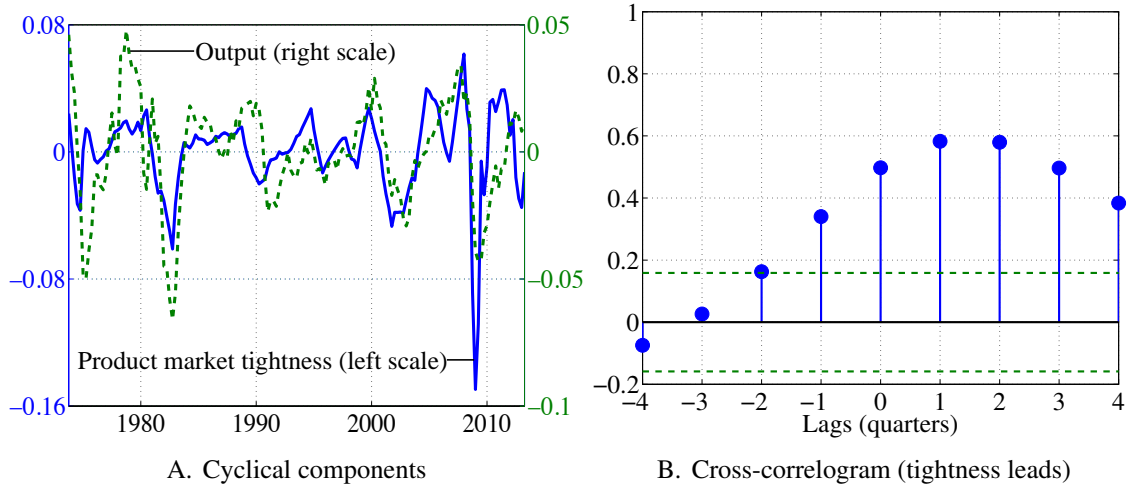 0.08
0.05
Output (right scale)
0
0
−0.08
−0.05
Product market tightness (left scale)
−0.16
−0.1
1980 1990 2000 2010
A. Cyclical components
1
0.8
0.6
0.4
0.2
0
−0.2
−4 −3 −2 −1 0 1 2 3 4
Lags (quarters)
B. Cross-correlogram (tightness leads)